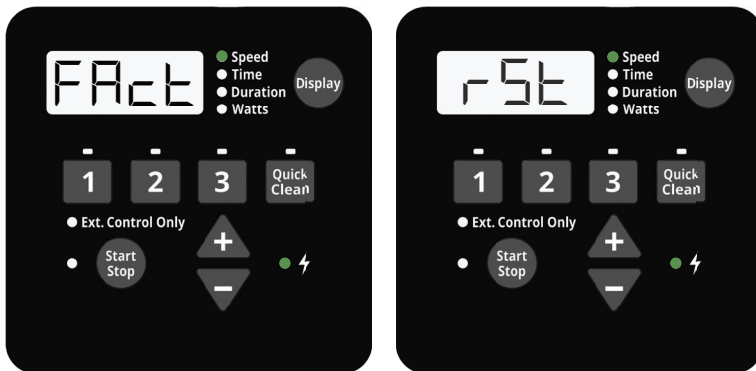 FAct
Speed
Time
Duration
Watts
Display
1 2 3 Quick Clean
Ext. Control Only
+
Start
Stop
−
rSt
Speed
Time
Duration
Watts
Display
1 2 3 Quick Clean
Ext. Control Only
+
Start
Stop
−